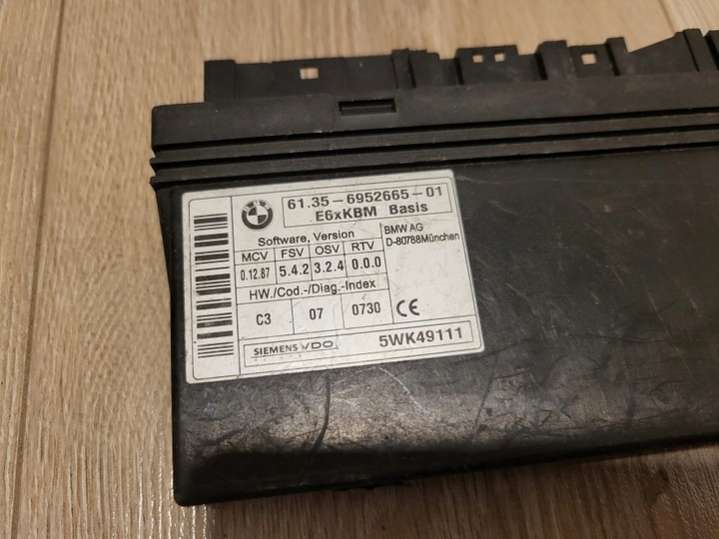 61.35-6952665-01
E6xKBM Basis
Software, Version
MCV FSV OSV RTV
0.12.87 5.4.2 3.2.4 0.0.0
BMW AG
D-80788München
HW./Cod.-/Diag.-Index
C3 07 0730
CE
SIEMENS VDO
5WK49111